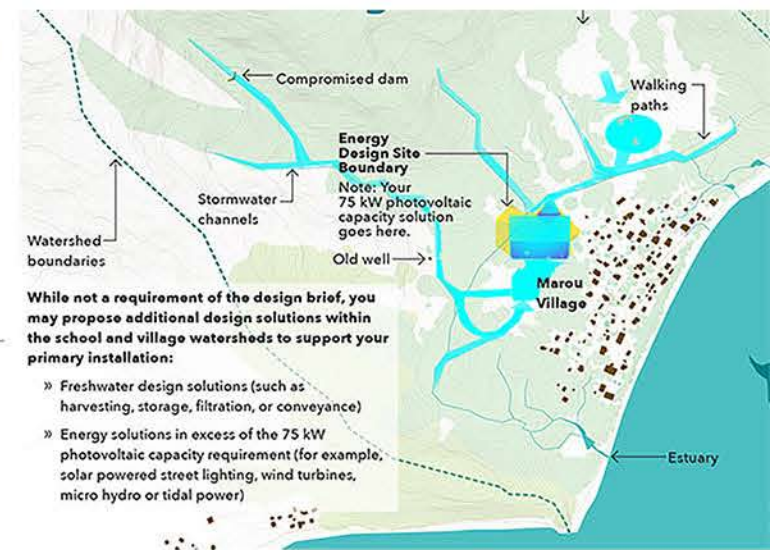 Compromised dam
Walking
paths
Energy
Design Site
Boundary
Note: Your
75 kW photovoltaic
capacity solution
goes here.
Stormwater
channels
Watershed
boundaries
Old well
Marou
Village
While not a requirement of the design brief, you
may propose additional design solutions within
the school and village watersheds to support your
primary installation:
» Freshwater design solutions (such as
harvesting, storage, filtration, or conveyance)
» Energy solutions in excess of the 75 kW
photovoltaic capacity requirement (for example,
solar powered street lighting, wind turbines,
micro hydro or tidal power)
Estuary